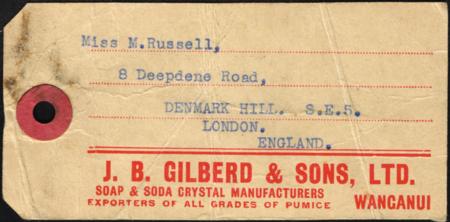 Miss M.Russell,
8 Deepdene Road,
DENMARK HILL. S.E.5.
LONDON.
ENGLAND.
J. B. GILBERD & SONS, LTD.
SOAP & SODA CRYSTAL MANUFACTURERS
EXPORTERS OF ALL GRADES OF PUMICE WANGANUI